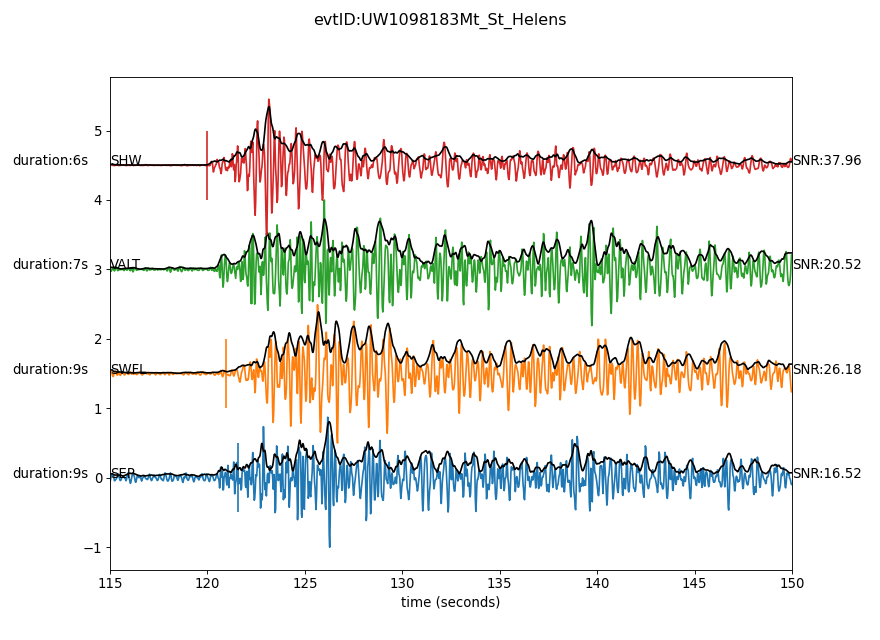 evtID:UW1098183Mt_St_Helens
5
duration:6s SHW SNR:37.96
4
duration:7s VALT SNR:20.52
3
2
duration:9s SWFL SNR:26.18
1
duration:9s SEP SNR:16.52
0
−1
115 120 125 130 135 140 145 150
time (seconds)